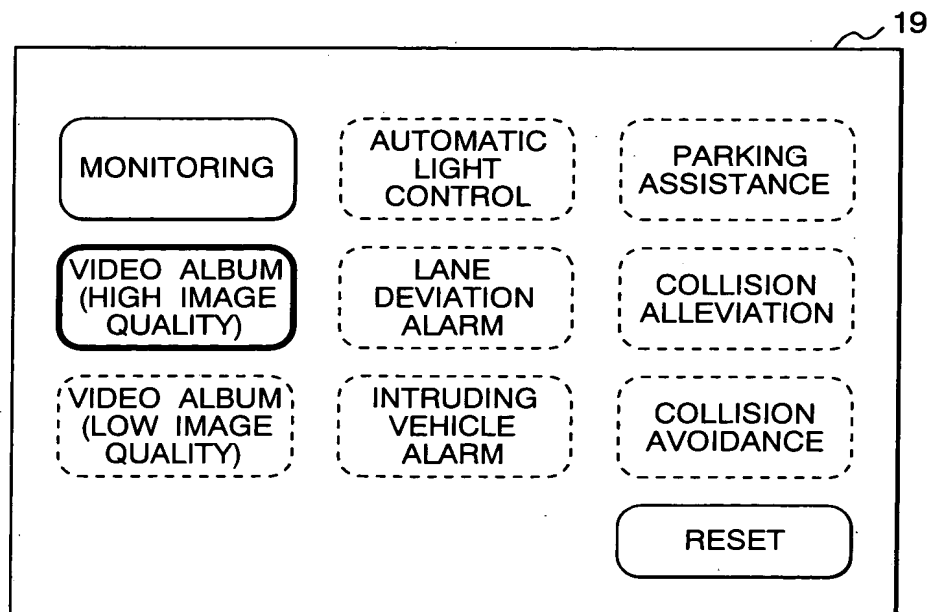 19
MONITORING
AUTOMATIC
LIGHT
CONTROL
PARKING
ASSISTANCE
VIDEO ALBUM
(HIGH IMAGE
QUALITY)
LANE
DEVIATION
ALARM
COLLISION
ALLEVIATION
VIDEO ALBUM
(LOW IMAGE
QUALITY)
INTRUDING
VEHICLE
ALARM
COLLISION
AVOIDANCE
RESET